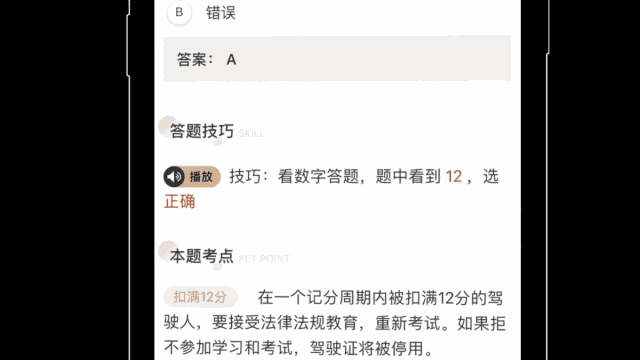 B 错误
答案： A
答题技巧 SKILL
播放 技巧：看数字答题，题中看到 12 ，选
正确
本题考点 KEY POINT
扣满12分 在一个记分周期内被扣满12分的驾
驶人，要接受法律法规教育，重新考试。如果拒
不参加学习和考试，驾驶证将被停用。